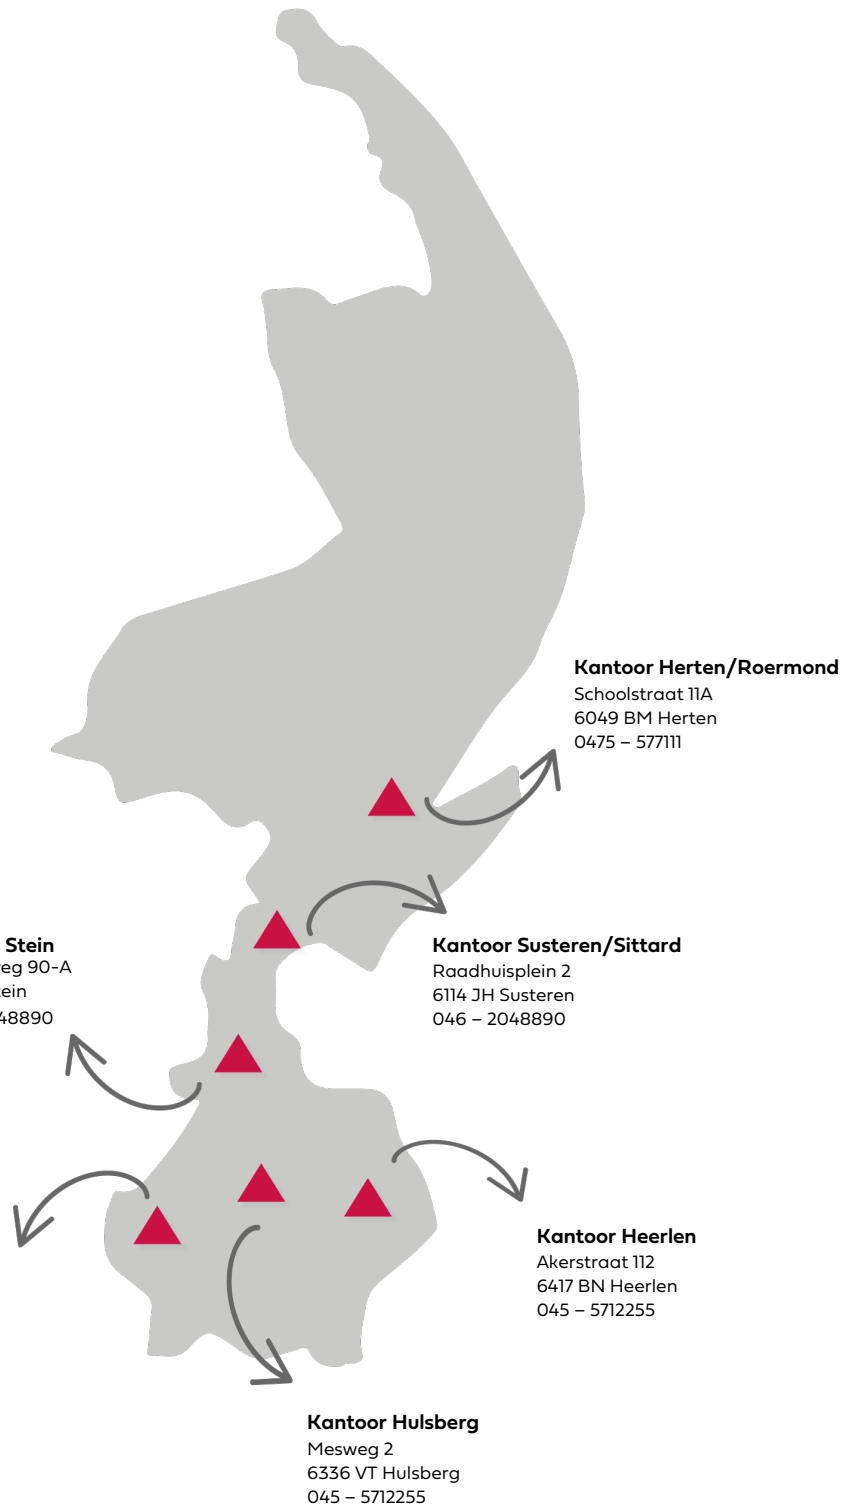 Kantoor Herten/Roermond
Schoolstraat 11A
6049 BM Herten
0475 – 577111
Stein
90-A
48890
Kantoor Susteren/Sittard
Raadhuisplein 2
6114 JH Susteren
046 – 2048890
Kantoor Heerlen
Akerstraat 112
6417 BN Heerlen
045 – 5712255
Kantoor Hulsberg
Mesweg 2
6336 VT Hulsberg
045 – 5712255